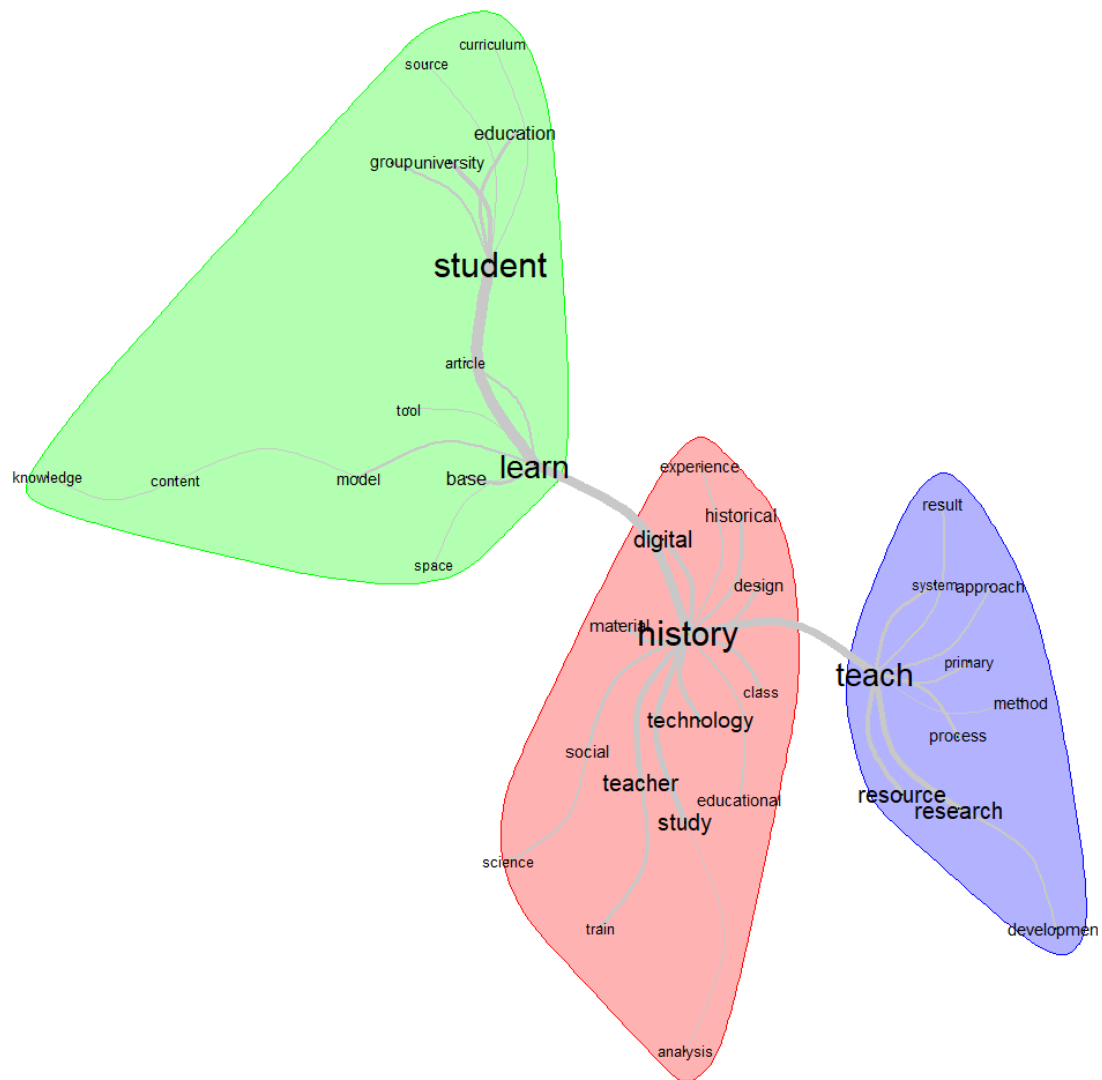 curriculum
source
education
group
university
student
article
tool
learn
knowledge
content
model
base
space
experience
historical
digital
design
material
history
class
technology
social
teacher
educational
study
science
train
analysis
result
system
approach
primary
teach
method
process
resource
research
developmen